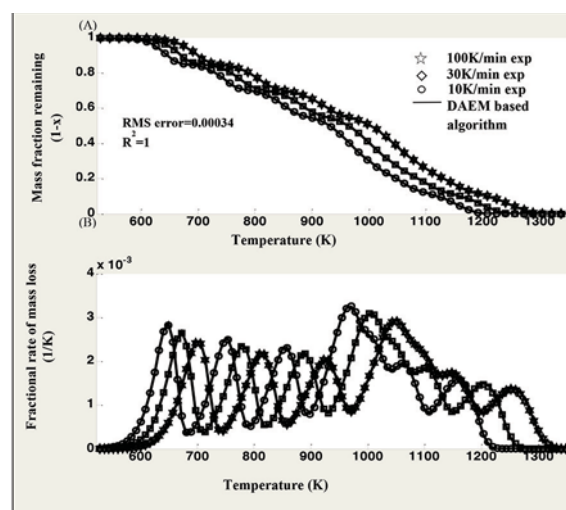 (A)
1
0.8
0.6
0.4
0.2
0
Mass fraction remaining
(1-x)
100K/min exp
30K/min exp
10K/min exp
DAEM based
algorithm
RMS error=0.00034
R²=1
600 700 800 900 1000 1100 1200 1300
Temperature (K)
(B)
4 × 10⁻³
3
2
1
0
Fractional rate of mass loss
(1/K)
600 700 800 900 1000 1100 1200 1300
Temperature (K)